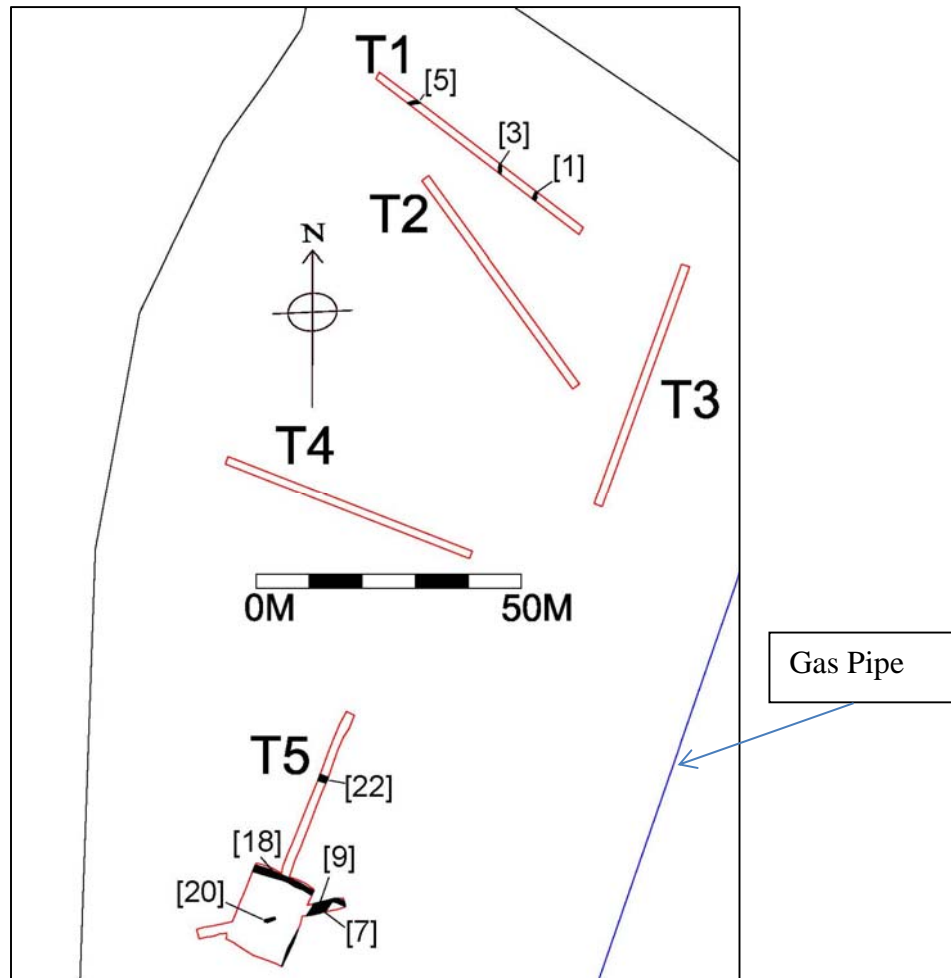 T1
[5]
[3]
[1]
T2
N
T3
T4
0M 50M
Gas Pipe
T5
[22]
[18]
[9]
[20]
[7]